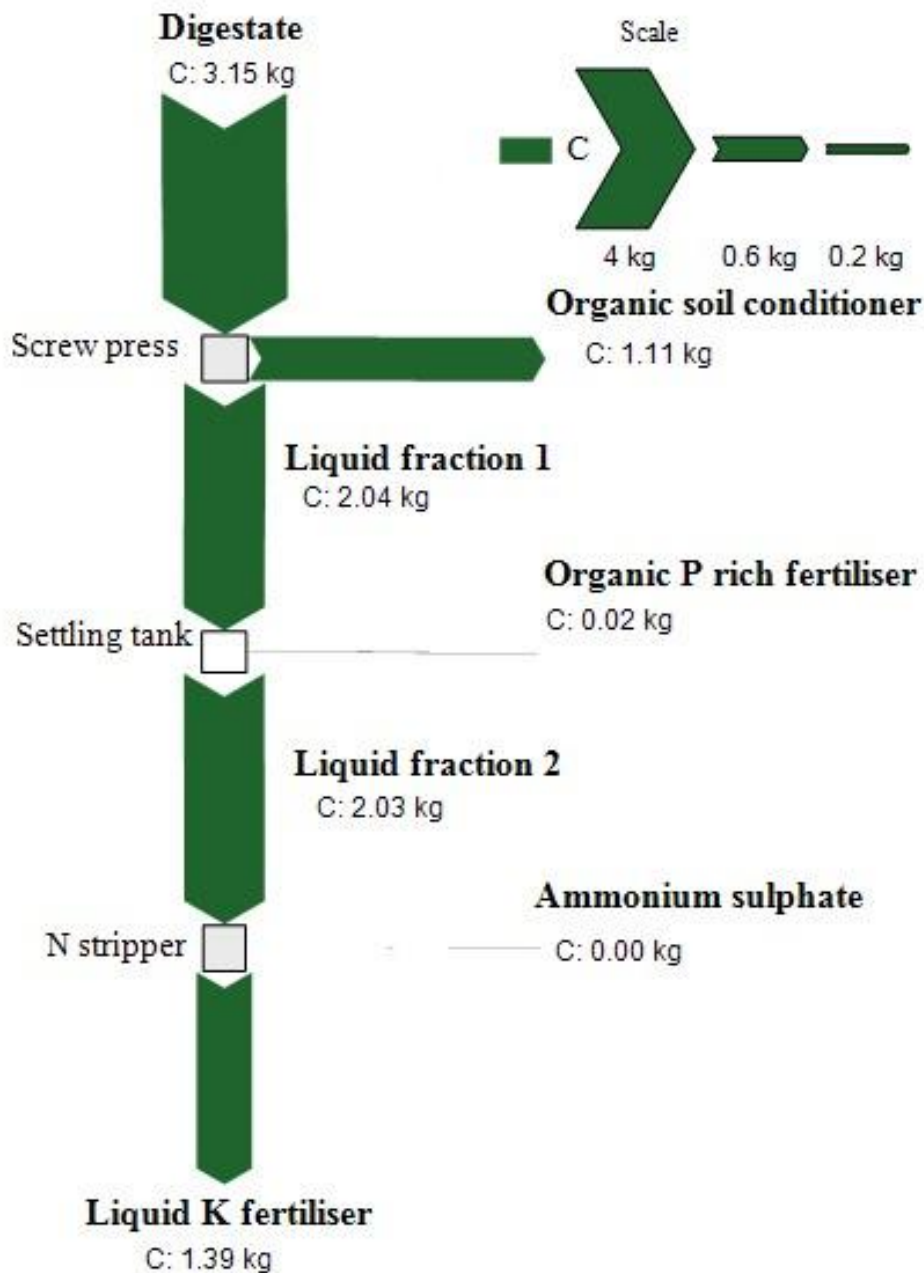 Digestate
C: 3.15 kg
Scale
C
4 kg 0.6 kg 0.2 kg
Organic soil conditioner
C: 1.11 kg
Screw press
Liquid fraction 1
C: 2.04 kg
Organic P rich fertiliser
C: 0.02 kg
Settling tank
Liquid fraction 2
C: 2.03 kg
Ammonium sulphate
C: 0.00 kg
N stripper
Liquid K fertiliser
C: 1.39 kg